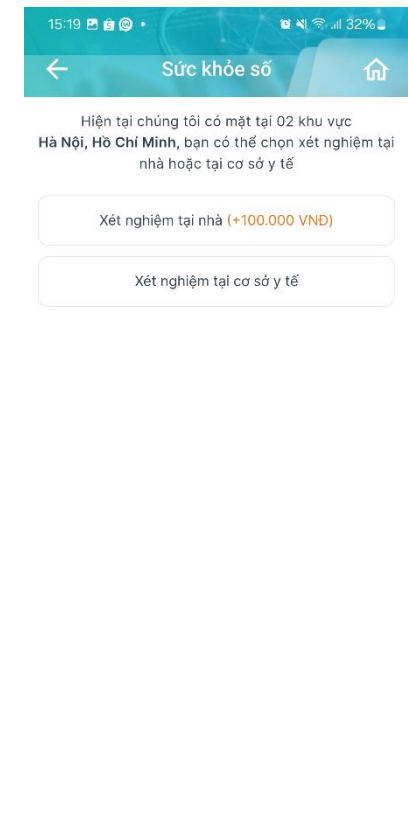 15:19 32%
Sức khỏe số
Hiện tại chúng tôi có mặt tại 02 khu vực
Hà Nội, Hồ Chí Minh, bạn có thể chọn xét nghiệm tại
nhà hoặc tại cơ sở y tế
Xét nghiệm tại nhà (+100.000 VNĐ)
Xét nghiệm tại cơ sở y tế